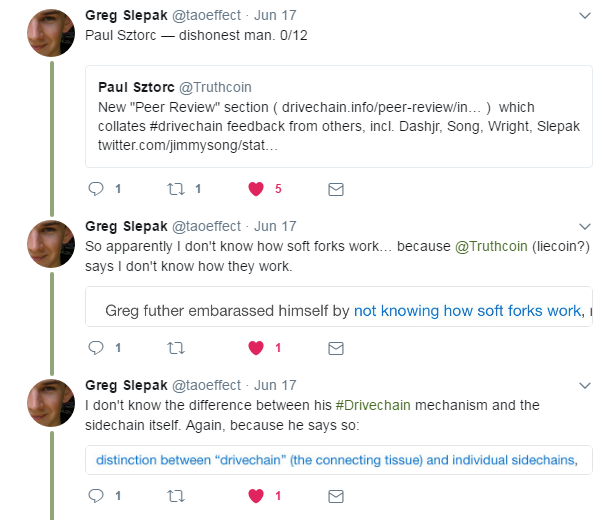 Greg Slepak @taoeffect · Jun 17
Paul Sztorc — dishonest man. 0/12
Paul Sztorc @Truthcoin
New "Peer Review" section ( drivechain.info/peer-review/in… ) which
collates #drivechain feedback from others, incl. Dashjr, Song, Wright, Slepak
twitter.com/jimmysong/stat…
1 1 5
Greg Slepak @taoeffect · Jun 17
So apparently I don't know how soft forks work… because @Truthcoin (liecoin?)
says I don't know how they work.
Greg futher embarassed himself by not knowing how soft forks work,
1 1
Greg Slepak @taoeffect · Jun 17
I don't know the difference between his #Drivechain mechanism and the
sidechain itself. Again, because he says so:
distinction between “drivechain” (the connecting tissue) and individual sidechains,
1 1